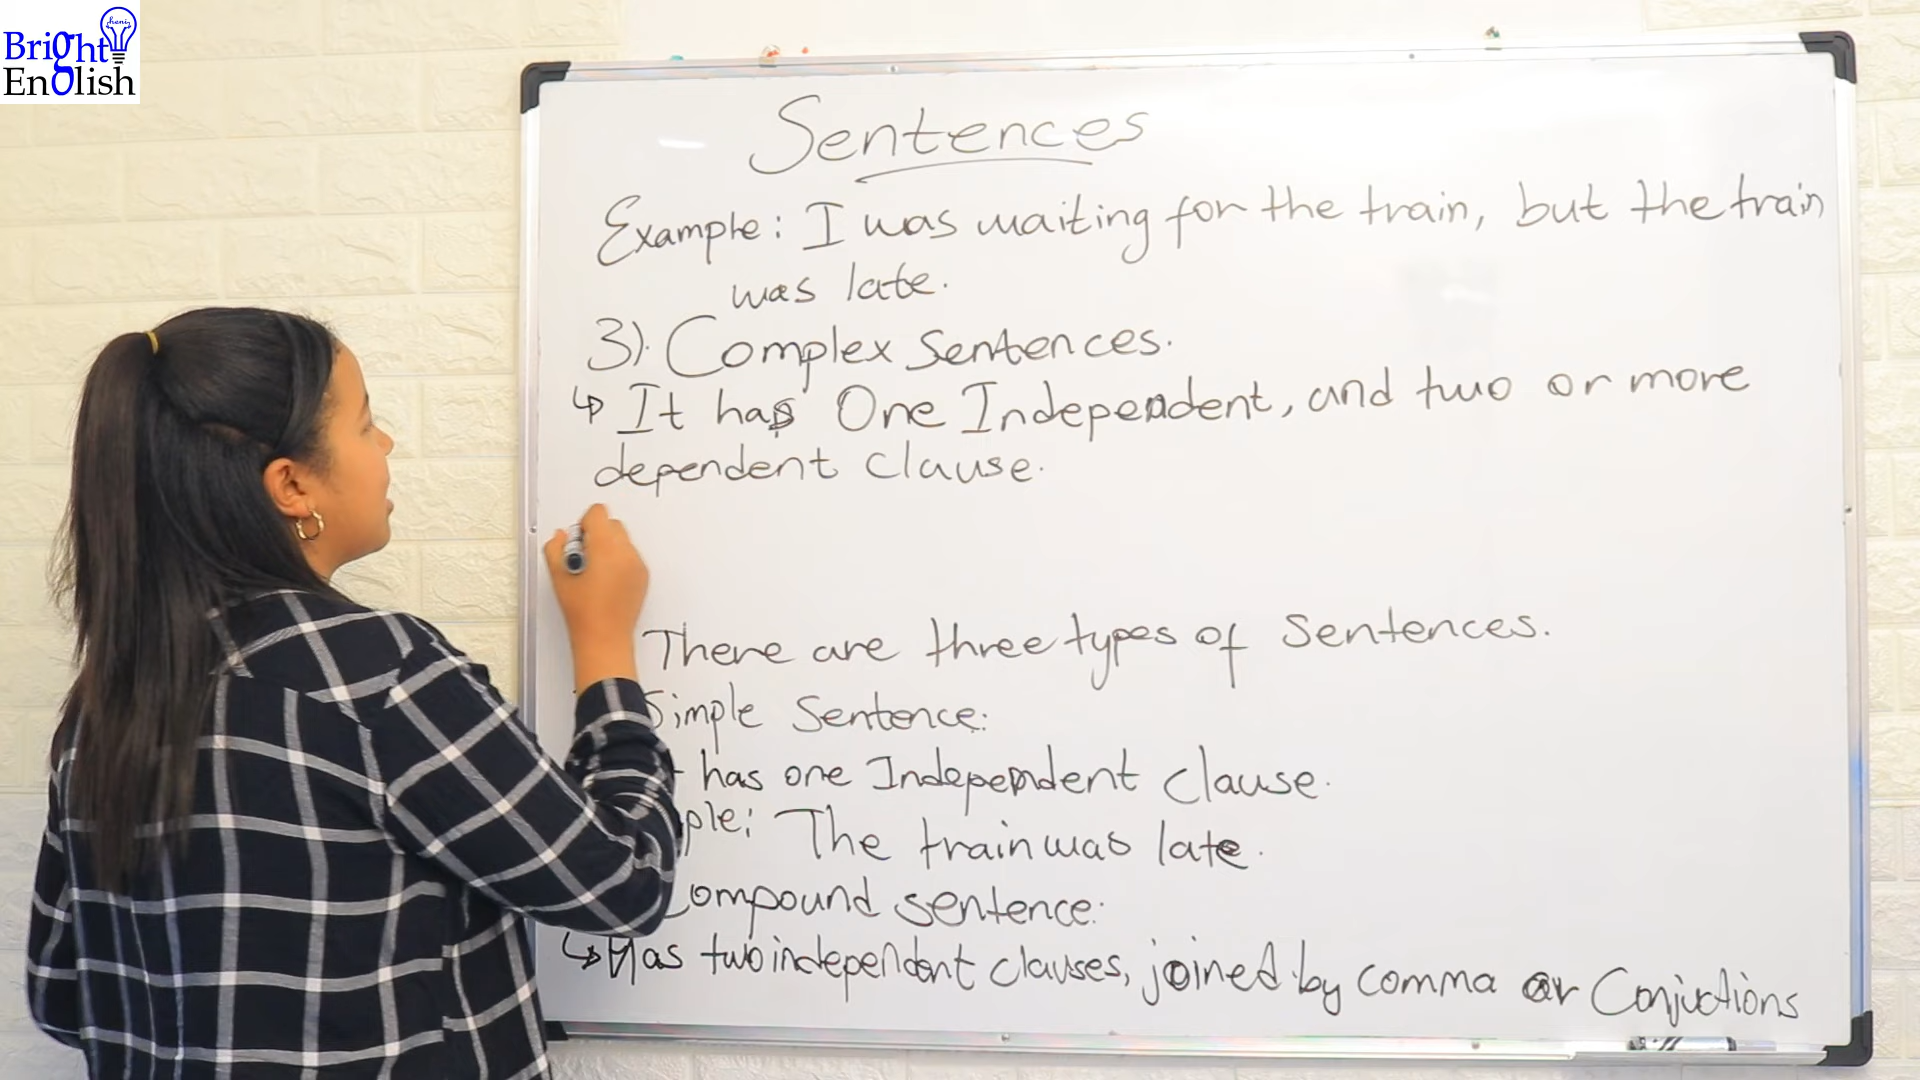 heni
Bright
English
Sentences
Example: I was waiting for the train, but the train
was late.
3). Complex Sentences.
↳ It has One Independent, and two or more
dependent Clause.
There are three types of Sentences.
Simple Sentence:
has one Independent Clause.
ple: The train was late.
Compound sentence:
↳ Has two independent clauses, joined by comma or Conjuctions